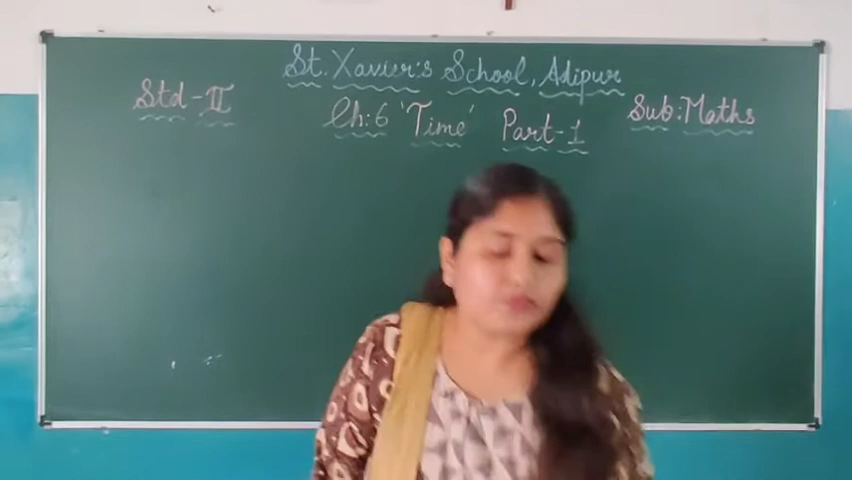 St. Xavier's School, Adipur
Std - II
Ch: 6 'Time' Part - 1
Sub: Maths